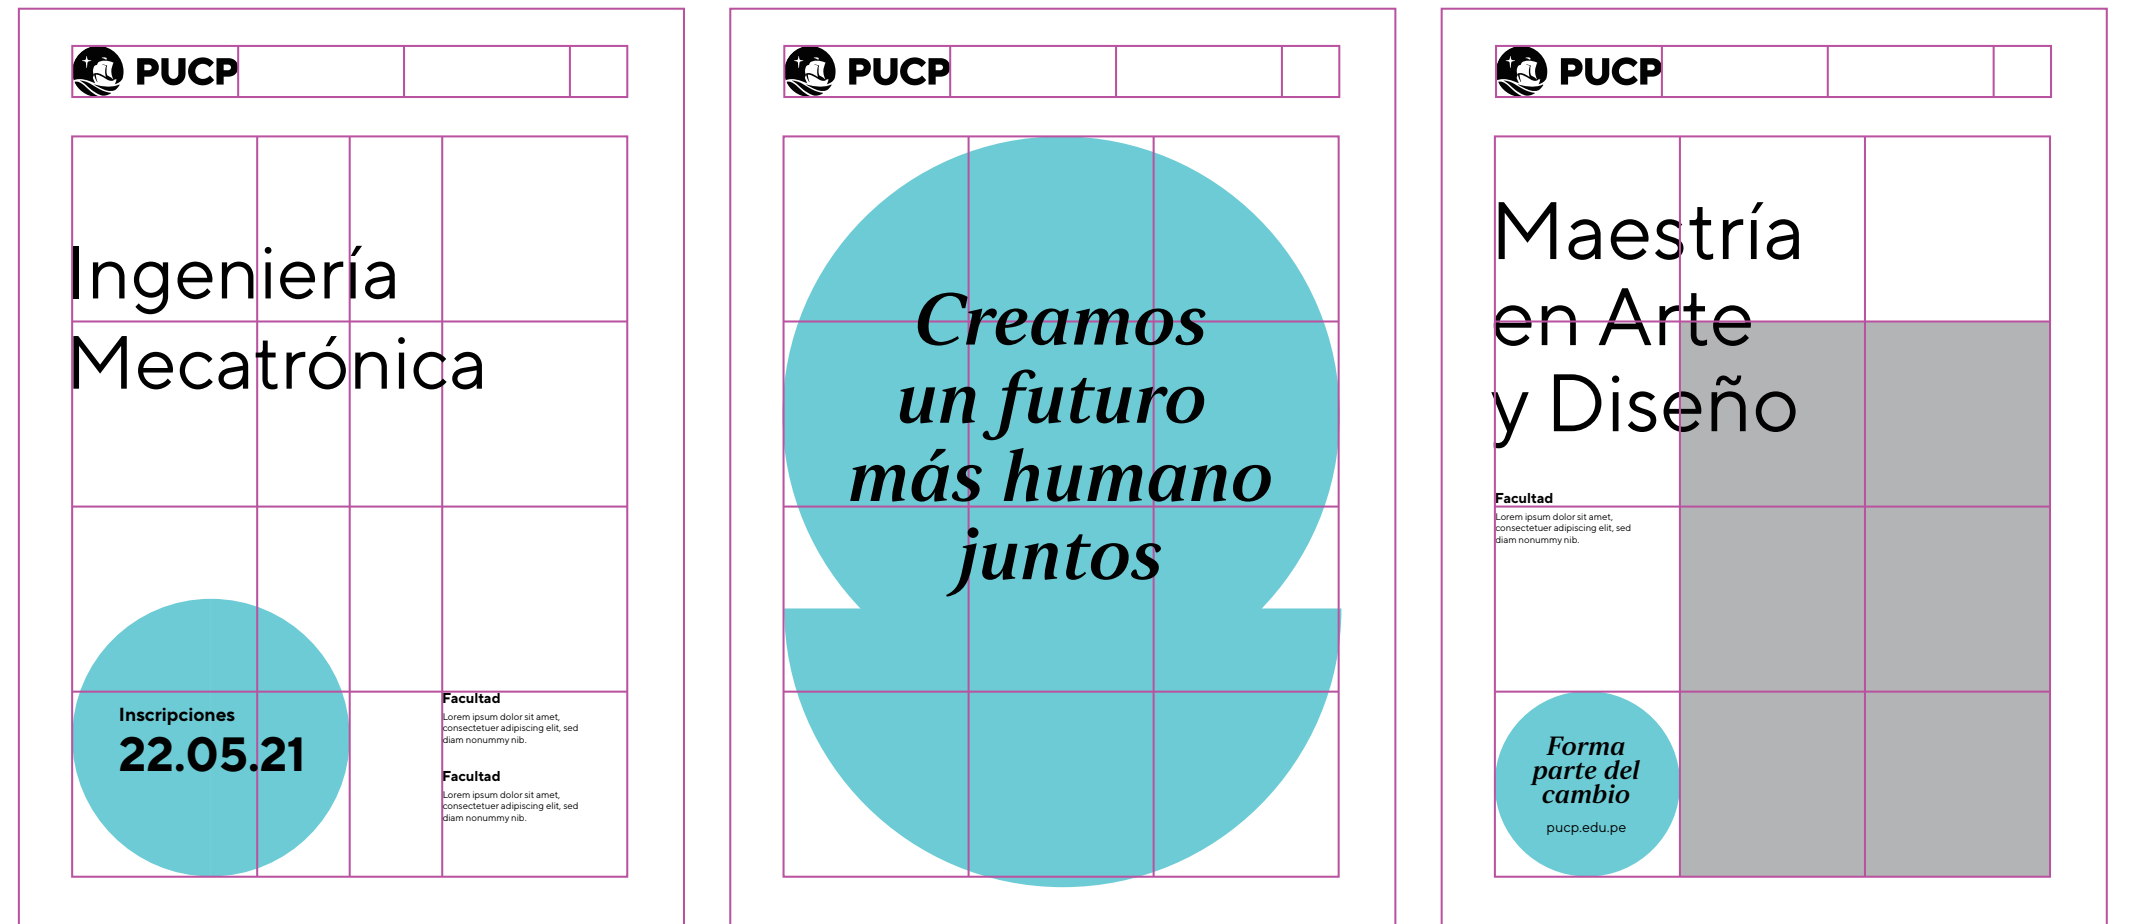 PUCP
Ingeniería
Mecatrónica
Inscripciones
22.05.21
Facultad
Lorem ipsum dolor sit amet,
consectetuer adipiscing elit, sed
diam nonummy nib.
Facultad
Lorem ipsum dolor sit amet,
consectetuer adipiscing elit, sed
diam nonummy nib.
PUCP
Creamos
un futuro
más humano
juntos
PUCP
Maestría
en Arte
y Diseño
Facultad
Lorem ipsum dolor sit amet,
consectetuer adipiscing elit, sed
diam nonummy nib.
Forma
parte del
cambio
pucp.edu.pe